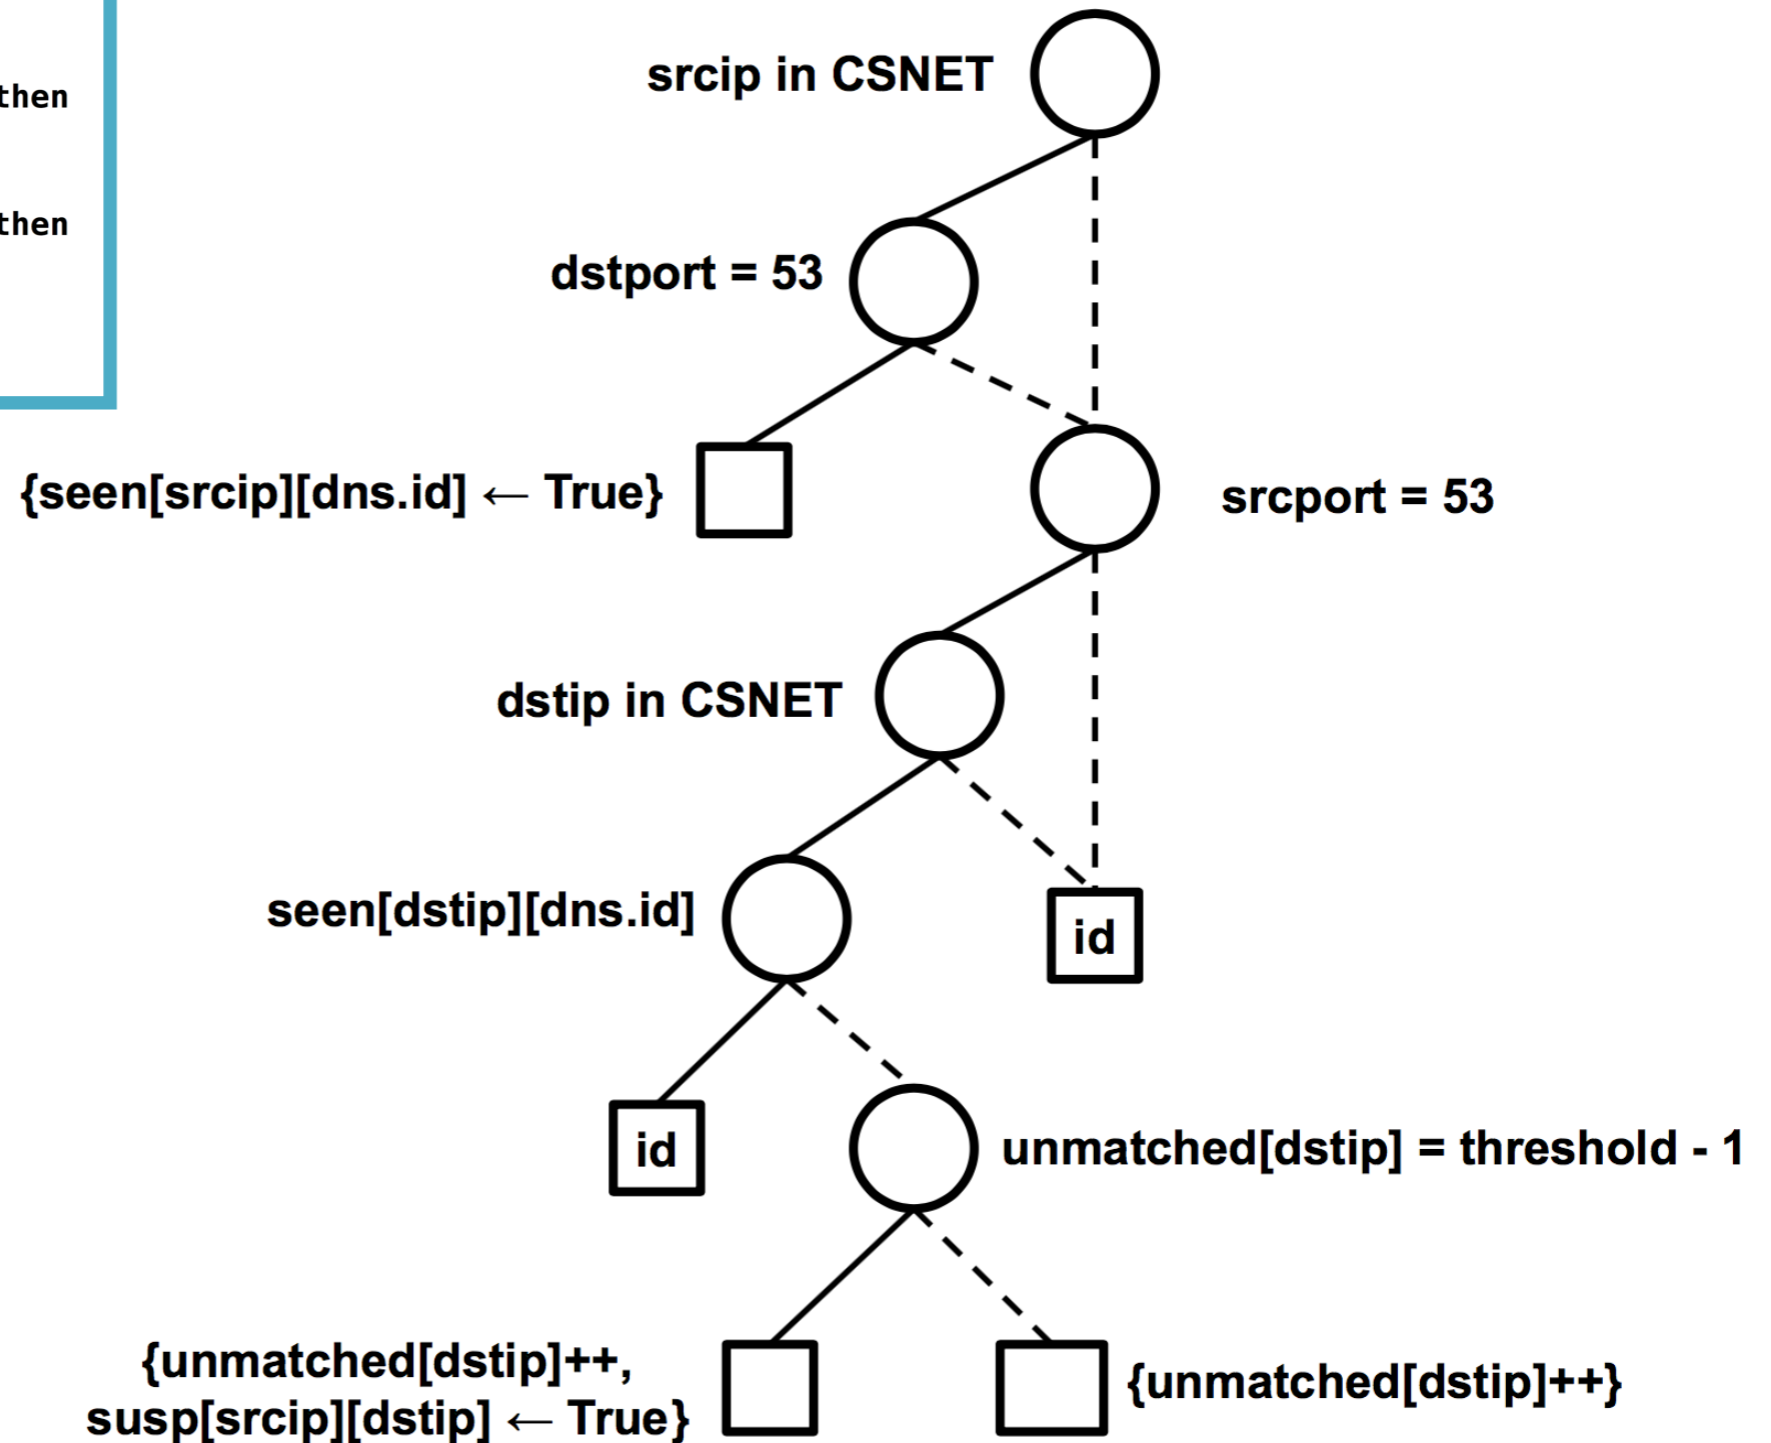 srcip in CSNET
then
then
dstport = 53
{seen[srcip][dns.id] ← True}
srcport = 53
dstip in CSNET
seen[dstip][dns.id]
id
id
unmatched[dstip] = threshold - 1
{unmatched[dstip]++,
susp[srcip][dstip] ← True}
{unmatched[dstip]++}